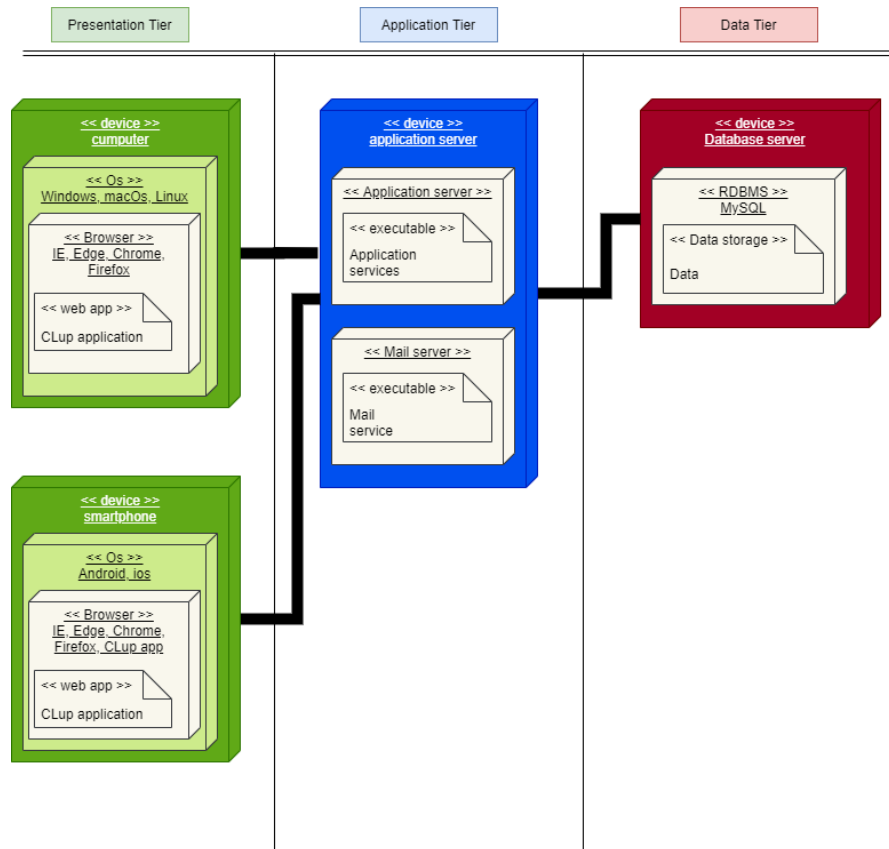 Presentation Tier
Application Tier
Data Tier
<< device >>
cumputer
<< Os >>
Windows, macOs, Linux
<< Browser >>
IE, Edge, Chrome,
Firefox
<< web app >>
CLup application
<< device >>
smartphone
<< Os >>
Android, ios
<< Browser >>
IE, Edge, Chrome,
Firefox, CLup app
<< web app >>
CLup application
<< device >>
application server
<< Application server >>
<< executable >>
Application
services
<< Mail server >>
<< executable >>
Mail
service
<< device >>
Database server
<< RDBMS >>
MySQL
<< Data storage >>
Data